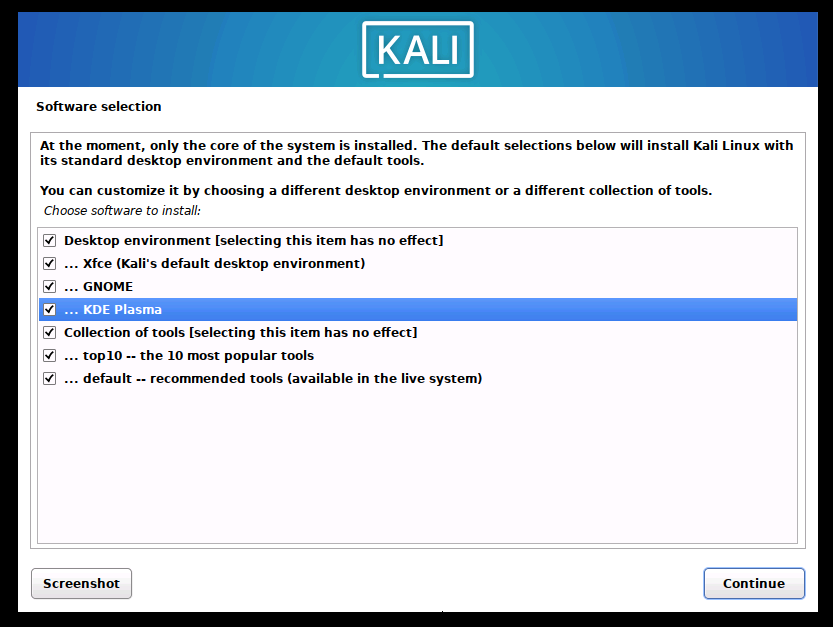 KALI
Software selection
At the moment, only the core of the system is installed. The default selections below will install Kali Linux with
its standard desktop environment and the default tools.
You can customize it by choosing a different desktop environment or a different collection of tools.
Choose software to install:
Desktop environment [selecting this item has no effect]
... Xfce (Kali's default desktop environment)
... GNOME
... KDE Plasma
Collection of tools [selecting this item has no effect]
... top10 -- the 10 most popular tools
... default -- recommended tools (available in the live system)
Screenshot
Continue